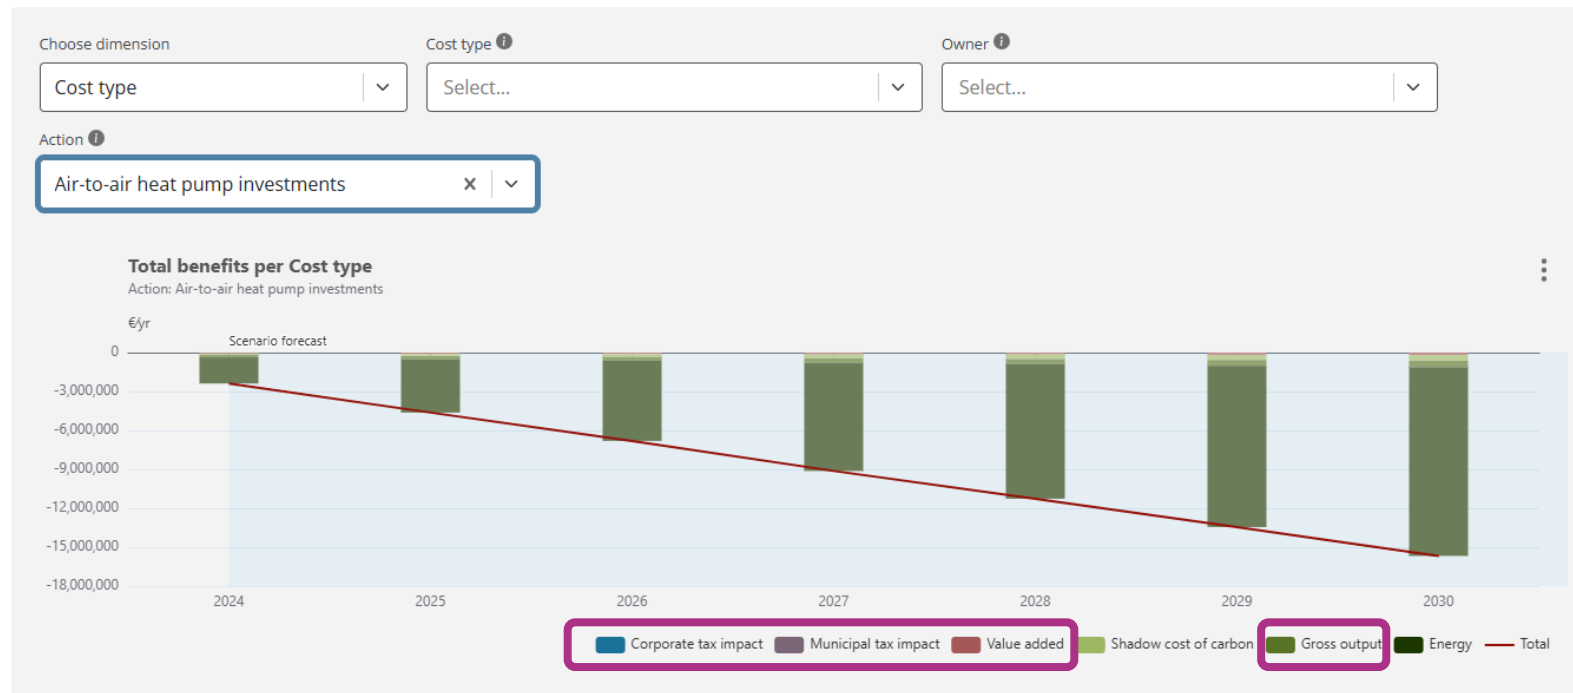 Choose dimension
Cost type
Owner
Cost type
Select...
Select...
Action
Air-to-air heat pump investments
Total benefits per Cost type
Action: Air-to-air heat pump investments
€/yr
Scenario forecast
0
-3,000,000
-6,000,000
-9,000,000
-12,000,000
-15,000,000
-18,000,000
2024 2025 2026 2027 2028 2029 2030
Corporate tax impact Municipal tax impact Value added Shadow cost of carbon Gross output Energy Total